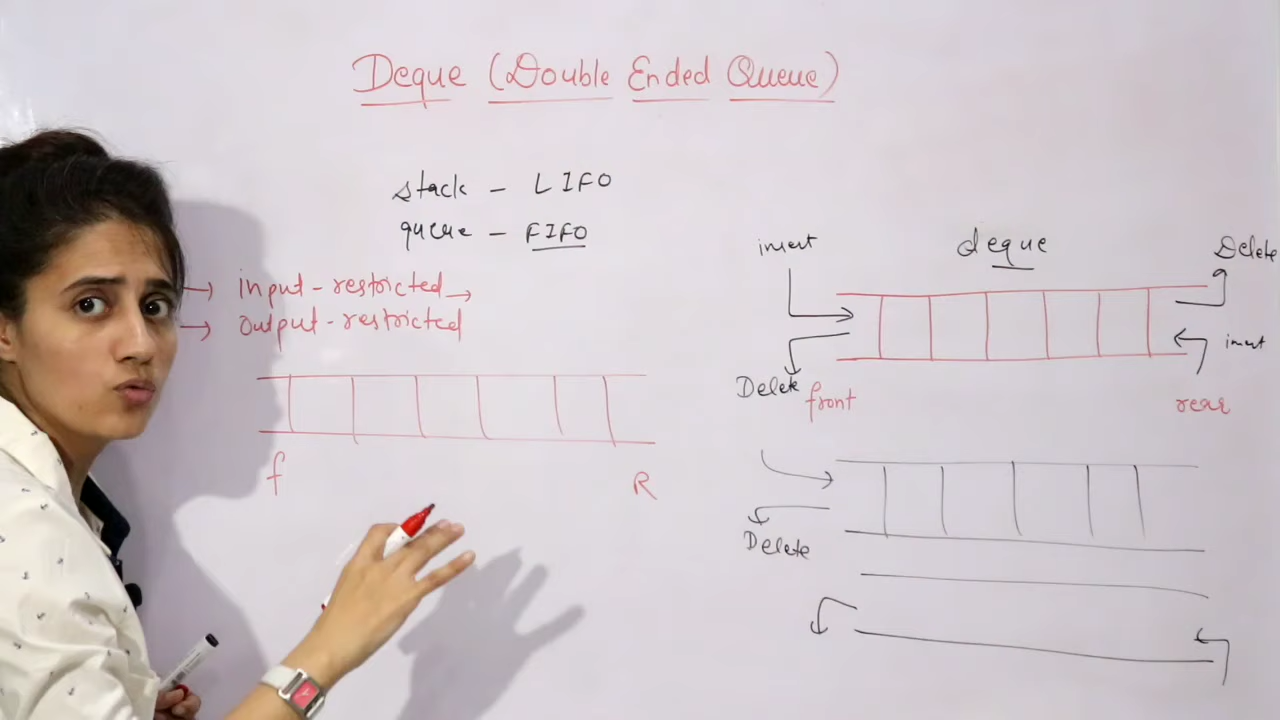 Deque (Double Ended Queue)
stack - LIFO
queue - FIFO
→ input-restricted →
→ Output-restricted
f
R
insert
deque
Delete
insert
Delete
front
rear
Delete